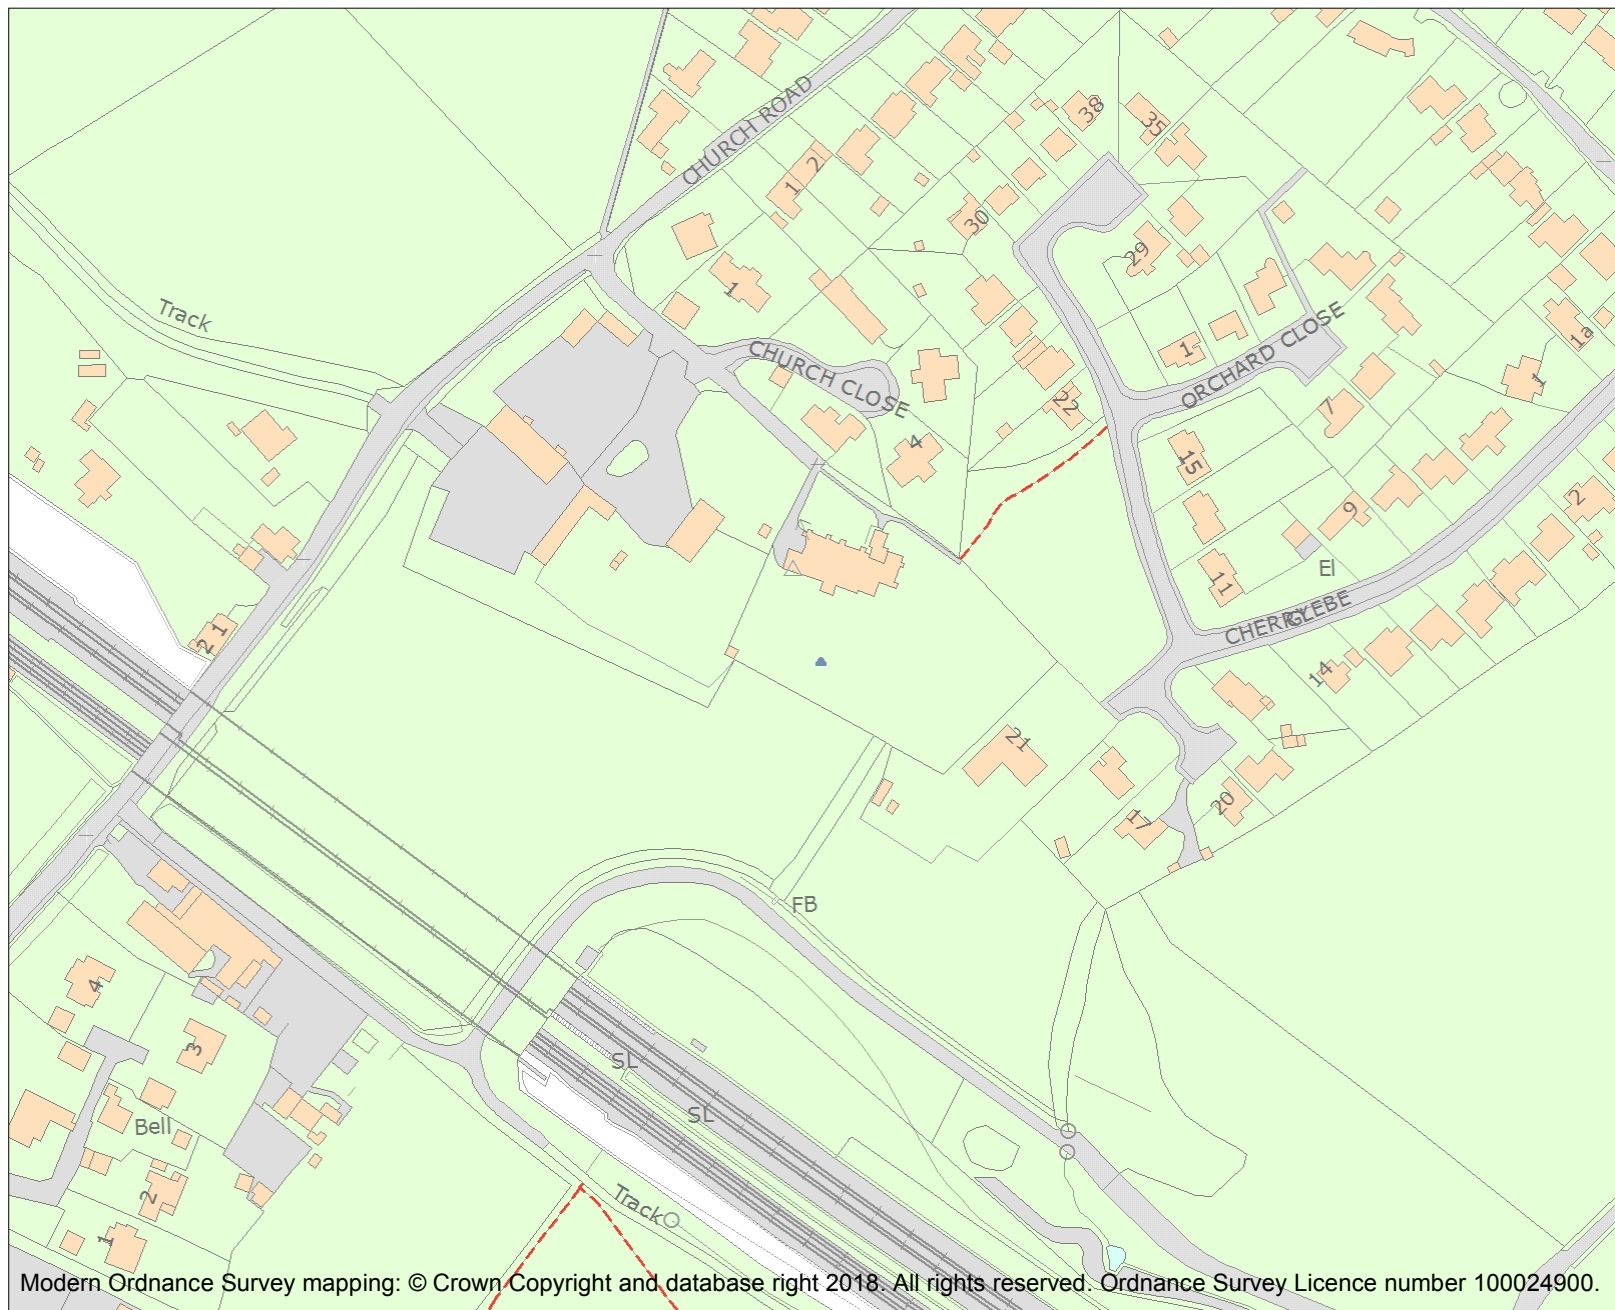 CHURCH ROAD
38
35
1 2
30
29
Track
1
1
ORCHARD CLOSE
1a
CHURCH CLOSE
1
22
7
4
15
2
9
El
11
CHERRY
GLEBE
2 1
14
21
20
17
FB
4
3
SL
SL
Bell
2
Track
1
Modern Ordnance Survey mapping: © Crown Copyright and database right 2018. All rights reserved. Ordnance Survey Licence number 100024900.